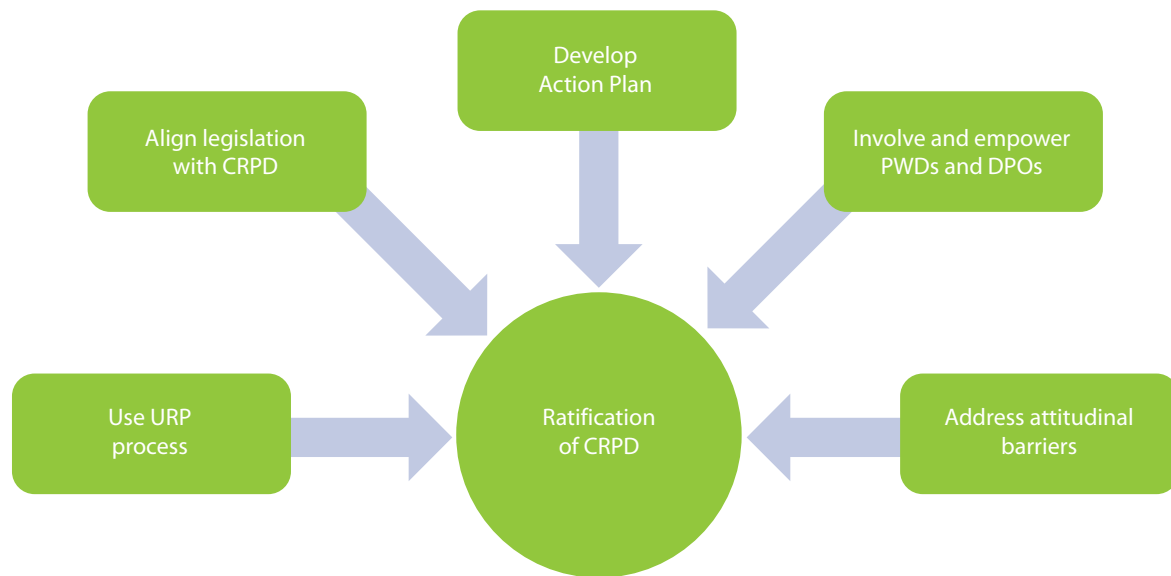 Develop
Action Plan
Align legislation
with CRPD
Involve and empower
PWDs and DPOs
Use URP
process
Ratification
of CRPD
Address attitudinal
barriers